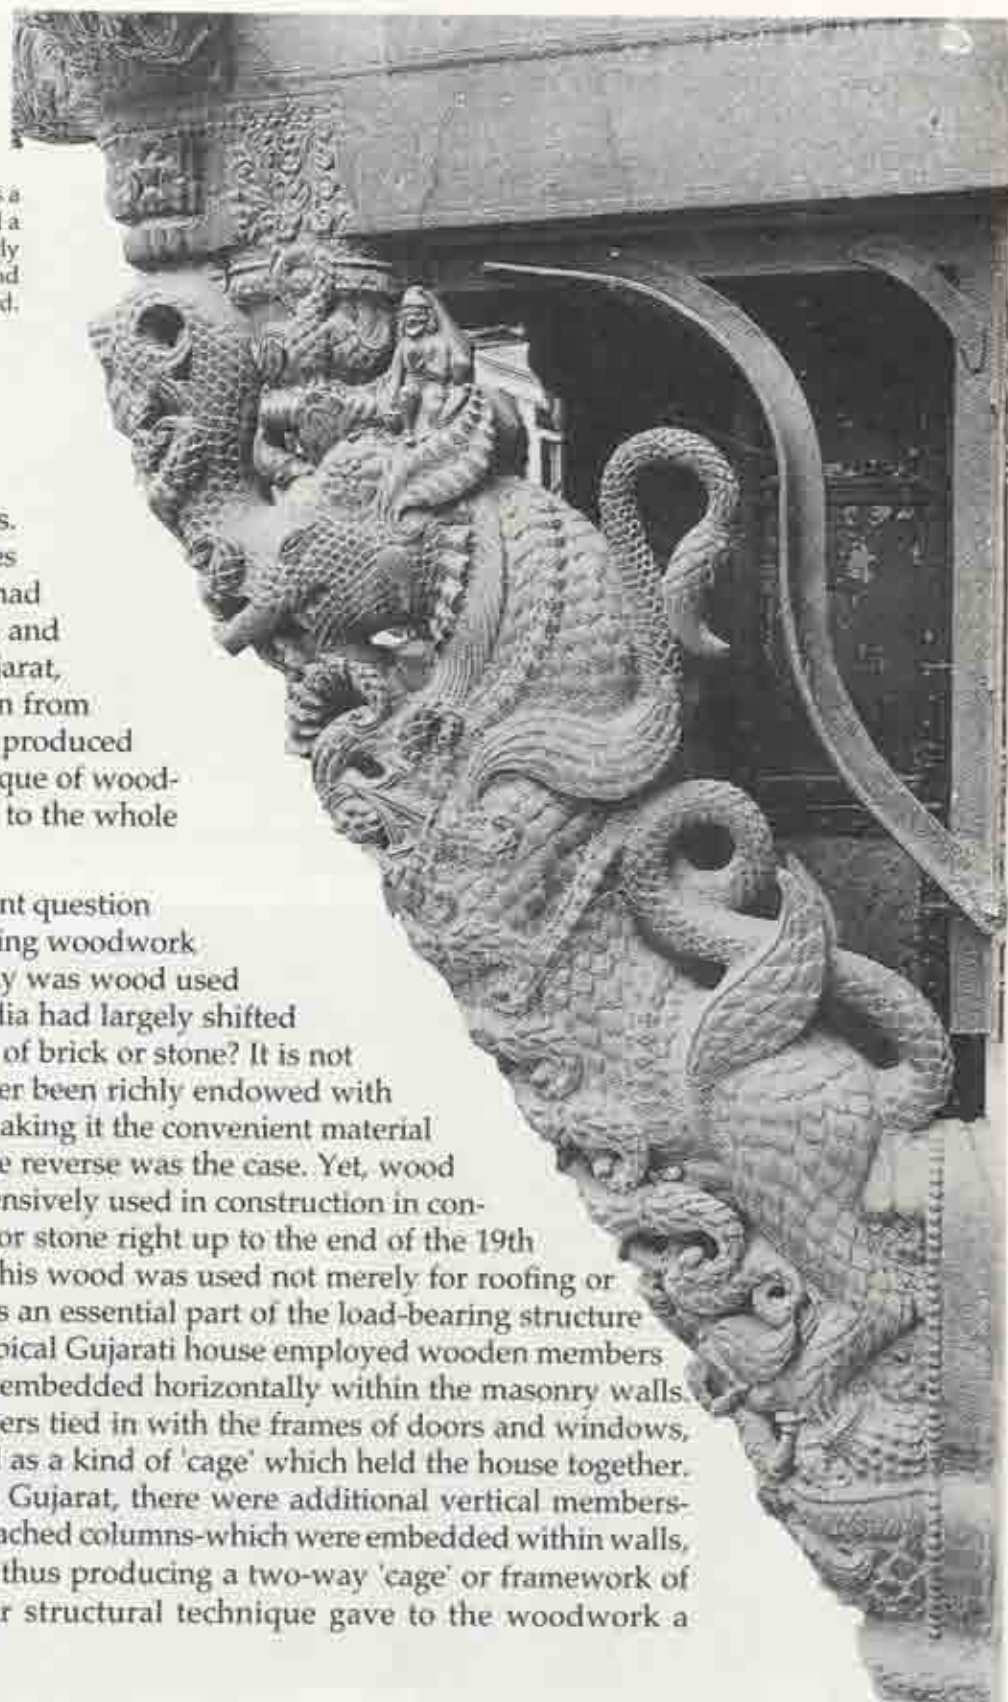 s a
l a
ly
nd
d.
s.
es
had
and
jarat,
n from
produced
que of wood-
to the whole
nt question
ing woodwork
y was wood used
dia had largely shifted
of brick or stone? It is not
er been richly endowed with
aking it the convenient material
e reverse was the case. Yet, wood
ensively used in construction in con-
or stone right up to the end of the 19th
his wood was used not merely for roofing or
s an essential part of the load-bearing structure
pical Gujarati house employed wooden members
embedded horizontally within the masonry walls.
ers tied in with the frames of doors and windows,
as a kind of 'cage' which held the house together.
Gujarat, there were additional vertical members-
ached columns-which were embedded within walls,
thus producing a two-way 'cage' or framework of
r structural technique gave to the woodwork a